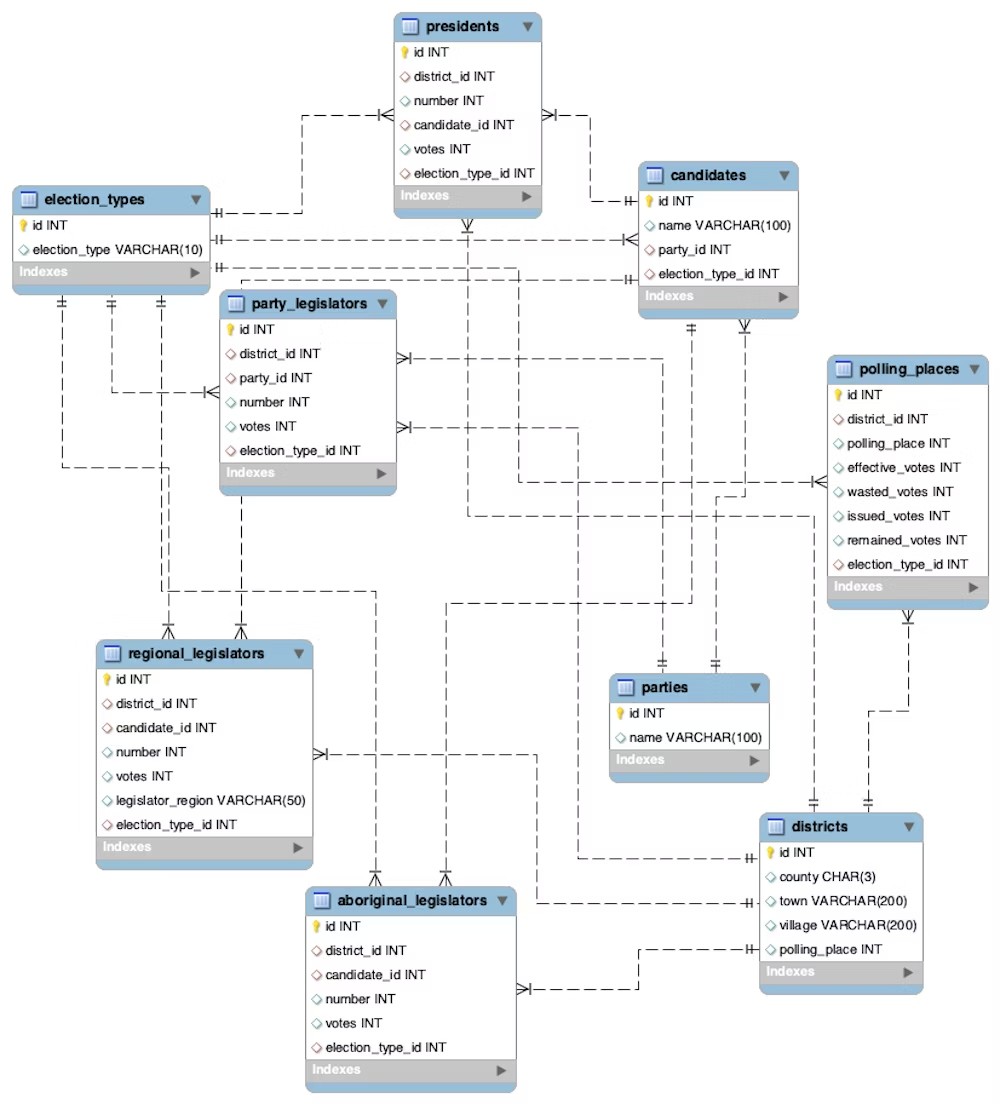 presidents
id INT
district_id INT
number INT
candidate_id INT
votes INT
election_type_id INT
Indexes
election_types
id INT
election_type VARCHAR(10)
Indexes
candidates
id INT
name VARCHAR(100)
party_id INT
election_type_id INT
Indexes
party_legislators
id INT
district_id INT
party_id INT
number INT
votes INT
election_type_id INT
Indexes
polling_places
id INT
district_id INT
polling_place INT
effective_votes INT
wasted_votes INT
issued_votes INT
remained_votes INT
election_type_id INT
Indexes
regional_legislators
id INT
district_id INT
candidate_id INT
number INT
votes INT
legislator_region VARCHAR(50)
election_type_id INT
Indexes
parties
id INT
name VARCHAR(100)
Indexes
districts
id INT
county CHAR(3)
town VARCHAR(200)
village VARCHAR(200)
polling_place INT
Indexes
aboriginal_legislators
id INT
district_id INT
candidate_id INT
number INT
votes INT
election_type_id INT
Indexes